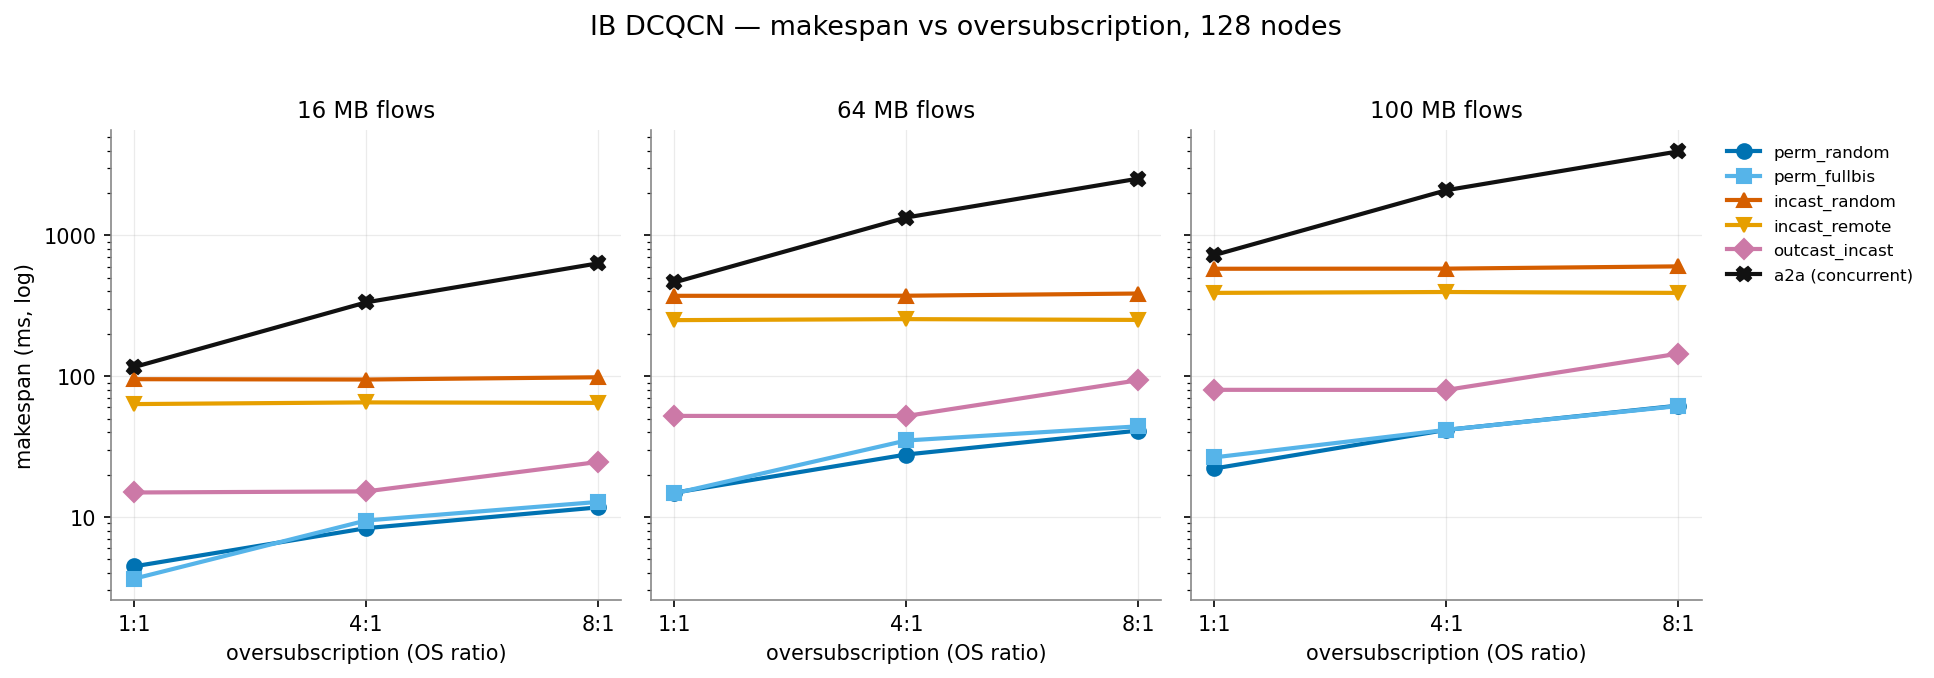 IB DCQCN — makespan vs oversubscription, 128 nodes
16 MB flows
64 MB flows
100 MB flows
makespan (ms, log)
1000
100
10
1:1
4:1
8:1
1:1
4:1
8:1
1:1
4:1
8:1
oversubscription (OS ratio)
oversubscription (OS ratio)
oversubscription (OS ratio)
perm_random
perm_fullbis
incast_random
incast_remote
outcast_incast
a2a (concurrent)